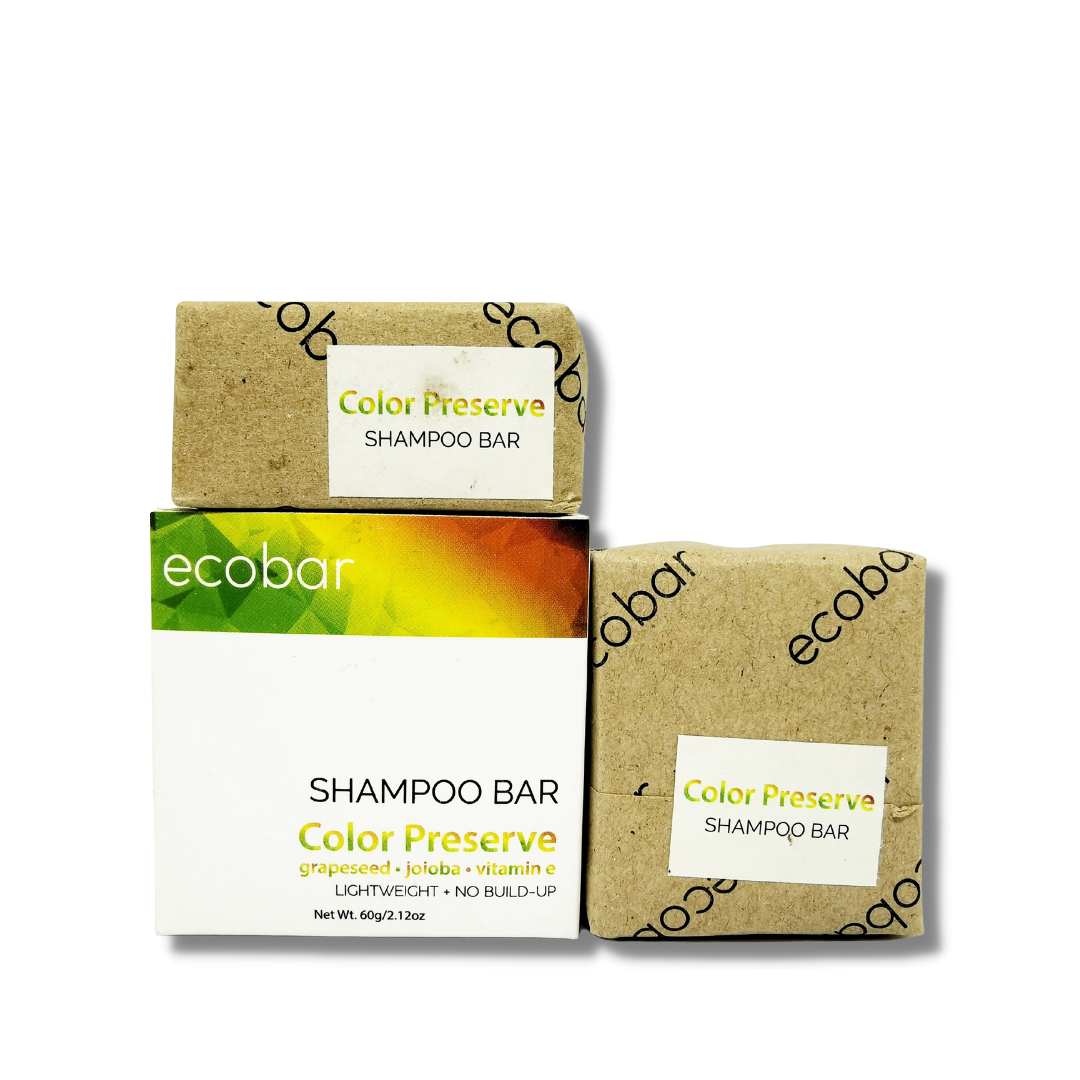 ecobar
Color Preserve
SHAMPOO BAR
ecobar
SHAMPOO BAR
Color Preserve
grapeseed • jojoba • vitamin e
LIGHTWEIGHT + NO BUILD-UP
Net Wt. 60g/2.12oz
ecobar
ecobar
Color Preserve
SHAMPOO BAR